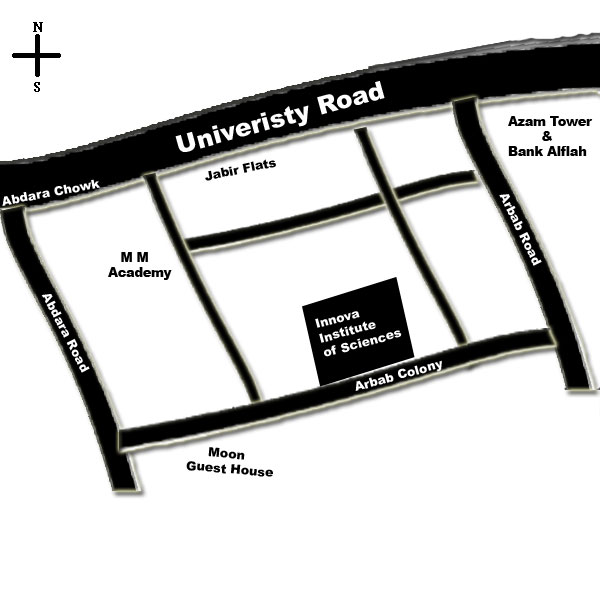 N
S
Univeristy Road
Azam Tower
&
Bank Alflah
Jabir Flats
Abdara Chowk
M M
Academy
Arbab Road
Abdara Road
Innova
Institute
of Sciences
Arbab Colony
Moon
Guest House